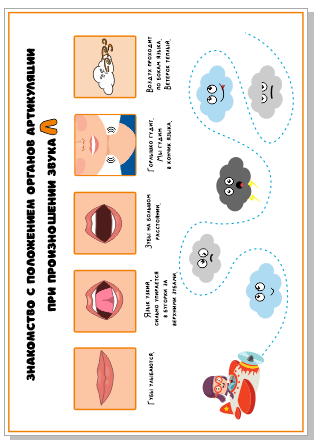 ЗНАКОМСТВО С ПОЛОЖЕНИЕМ ОРГАНОВ АРТИКУЛЯЦИИ
ПРИ ПРОИЗНОШЕНИИ ЗВУКА Л
Губы улыбаются.
Язык узкий,
сильно упирается
в бугорки за
верхними зубами.
Зубы на большом
расстоянии.
Горлышко гудит.
Мы гудим
в кончик языка.
Воздух проходит
по бокам языка.
Ветерок теплый.